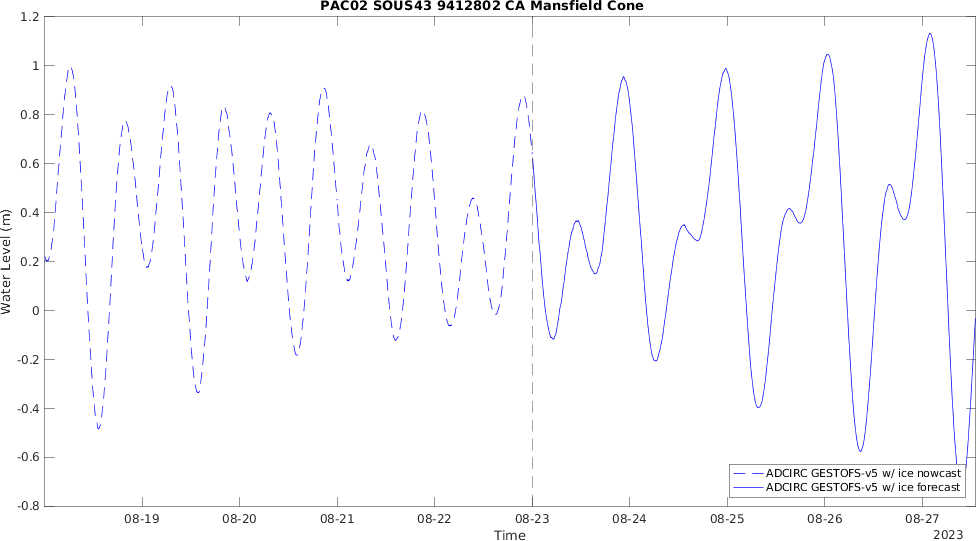 PAC02 SOUS43 9412802 CA Mansfield Cone
1.2
1
0.8
0.6
0.4
0.2
0
-0.2
-0.4
-0.6
-0.8
Water Level (m)
ADCIRC GESTOFS-v5 w/ ice nowcast
ADCIRC GESTOFS-v5 w/ ice forecast
08-19 08-20 08-21 08-22 08-23 08-24 08-25 08-26 08-27
Time
2023